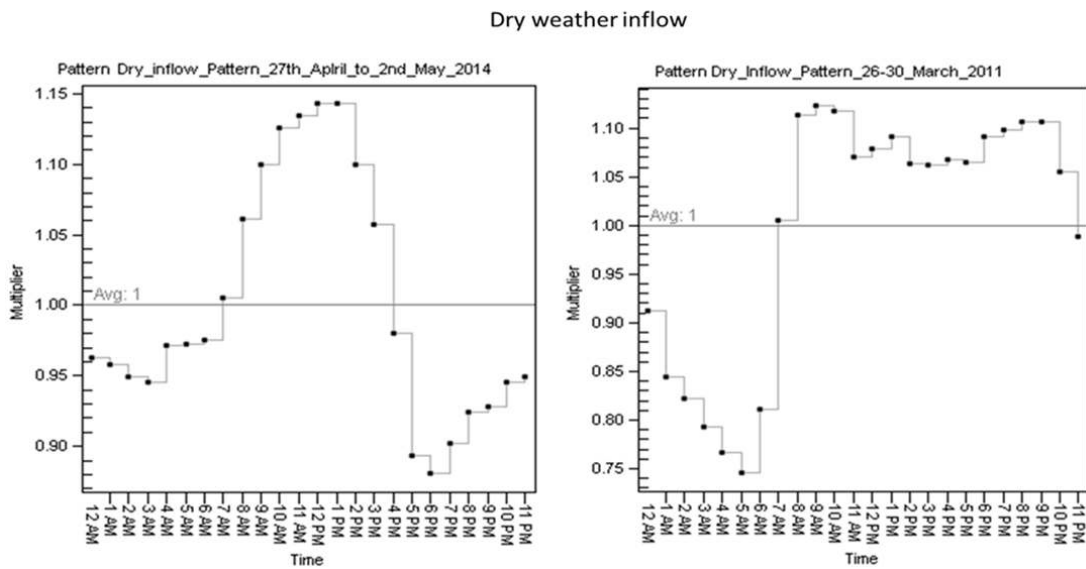 Dry weather inflow
Pattern Dry_inflow_Pattern_27th_Aplril_to_2nd_May_2014
1.15
1.10
1.05
1.00
0.95
0.90
Multiplier
Avg: 1
12 AM
1 AM
2 AM
3 AM
4 AM
5 AM
6 AM
7 AM
8 AM
9 AM
10 AM
11 AM
12 PM
1 PM
2 PM
3 PM
4 PM
5 PM
6 PM
7 PM
8 PM
9 PM
10 PM
11 PM
Time
Pattern Dry_Inflow_Pattern_26-30_March_2011
1.10
1.05
1.00
0.95
0.90
0.85
0.80
0.75
Multiplier
Avg: 1
12 AM
1 AM
2 AM
3 AM
4 AM
5 AM
6 AM
7 AM
8 AM
9 AM
10 AM
11 AM
12 PM
1 PM
2 PM
3 PM
4 PM
5 PM
6 PM
7 PM
8 PM
9 PM
10 PM
11 PM
Time